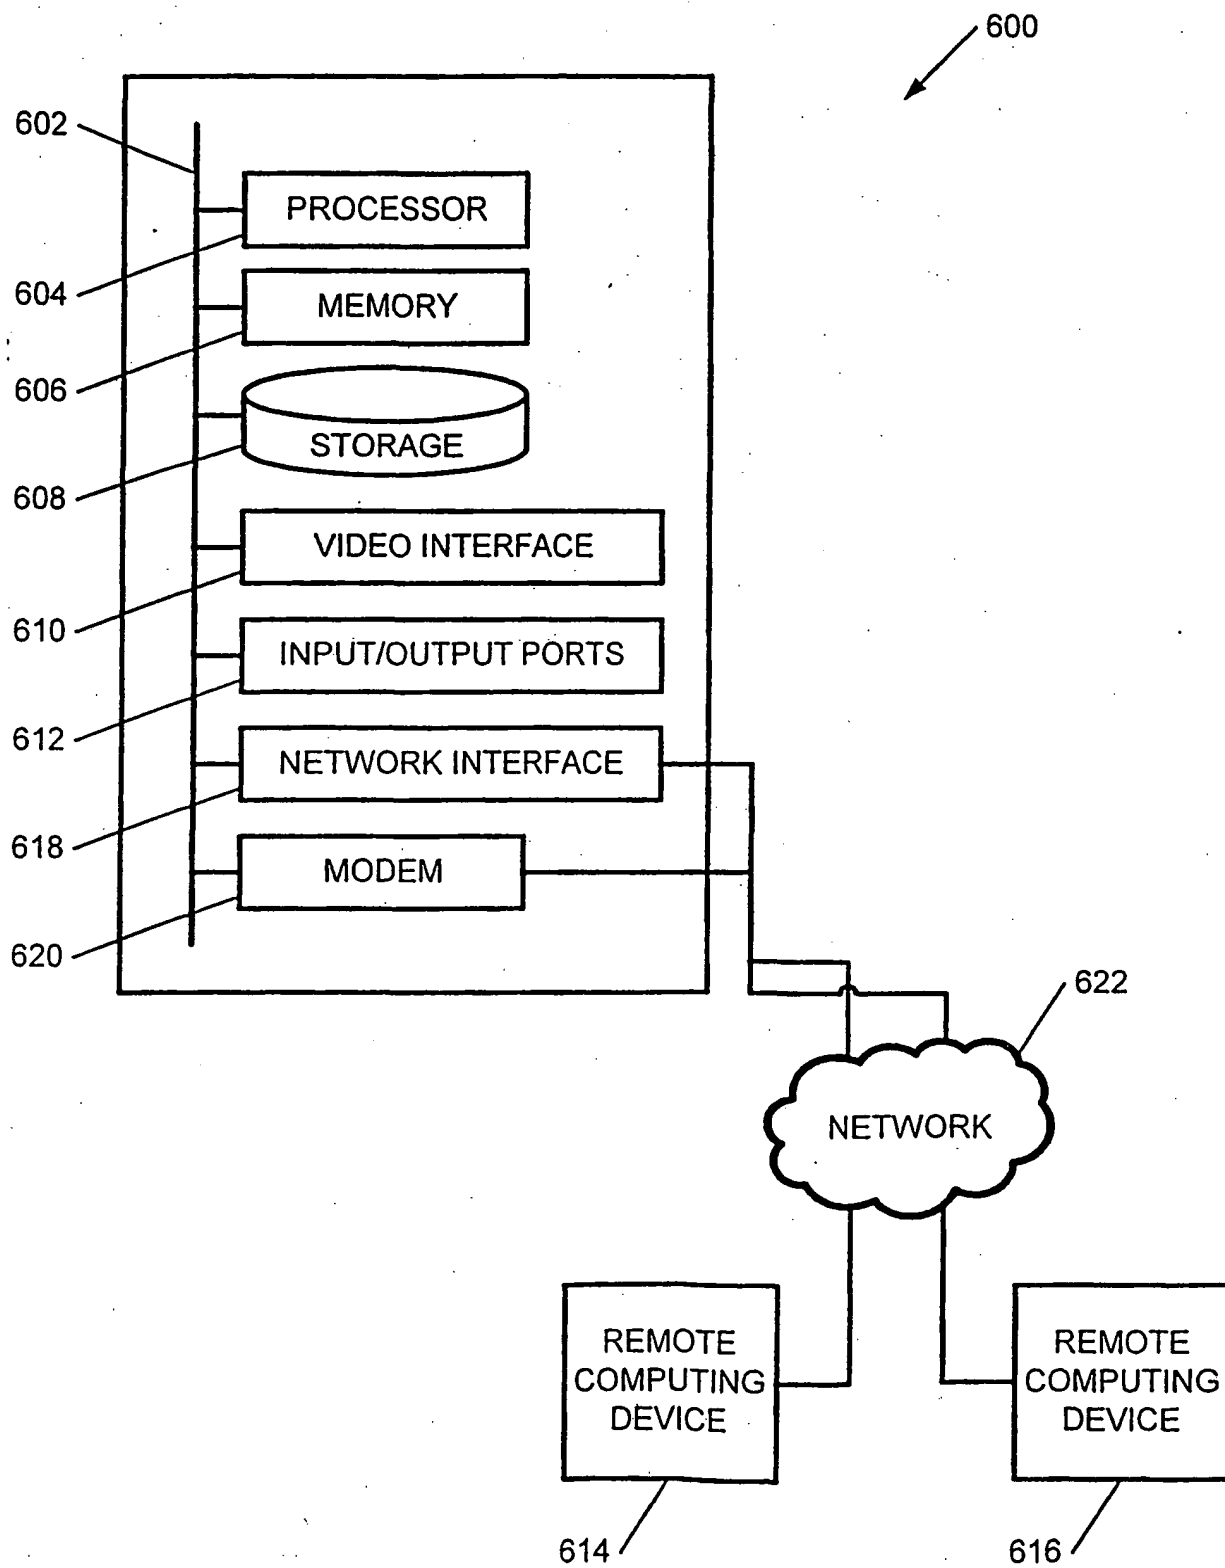 600
602
PROCESSOR
604
MEMORY
606
STORAGE
608
VIDEO INTERFACE
610
INPUT/OUTPUT PORTS
612
NETWORK INTERFACE
618
MODEM
620
622
NETWORK
REMOTE
COMPUTING
DEVICE
REMOTE
COMPUTING
DEVICE
614
616